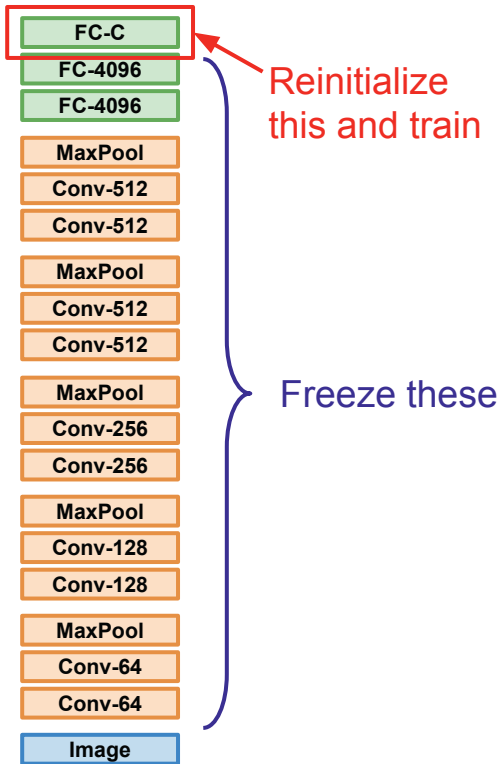 FC-C
FC-4096
FC-4096
MaxPool
Conv-512
Conv-512
MaxPool
Conv-512
Conv-512
MaxPool
Conv-256
Conv-256
MaxPool
Conv-128
Conv-128
MaxPool
Conv-64
Conv-64
Image
Reinitialize
this and train
Freeze these